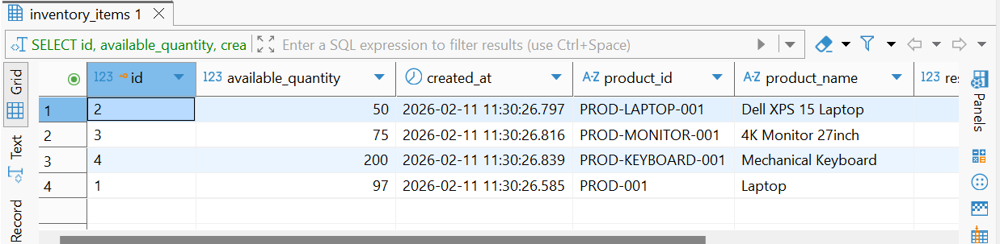 inventory_items 1
SELECT id, available_quantity, crea Enter a SQL expression to filter results (use Ctrl+Space)
Grid
Text
Record
123 id 123 available_quantity created_at A-Z product_id A-Z product_name 123 res
1 2 50 2026-02-11 11:30:26.797 PROD-LAPTOP-001 Dell XPS 15 Laptop
2 3 75 2026-02-11 11:30:26.816 PROD-MONITOR-001 4K Monitor 27inch
3 4 200 2026-02-11 11:30:26.839 PROD-KEYBOARD-001 Mechanical Keyboard
4 1 97 2026-02-11 11:30:26.585 PROD-001 Laptop
Panels